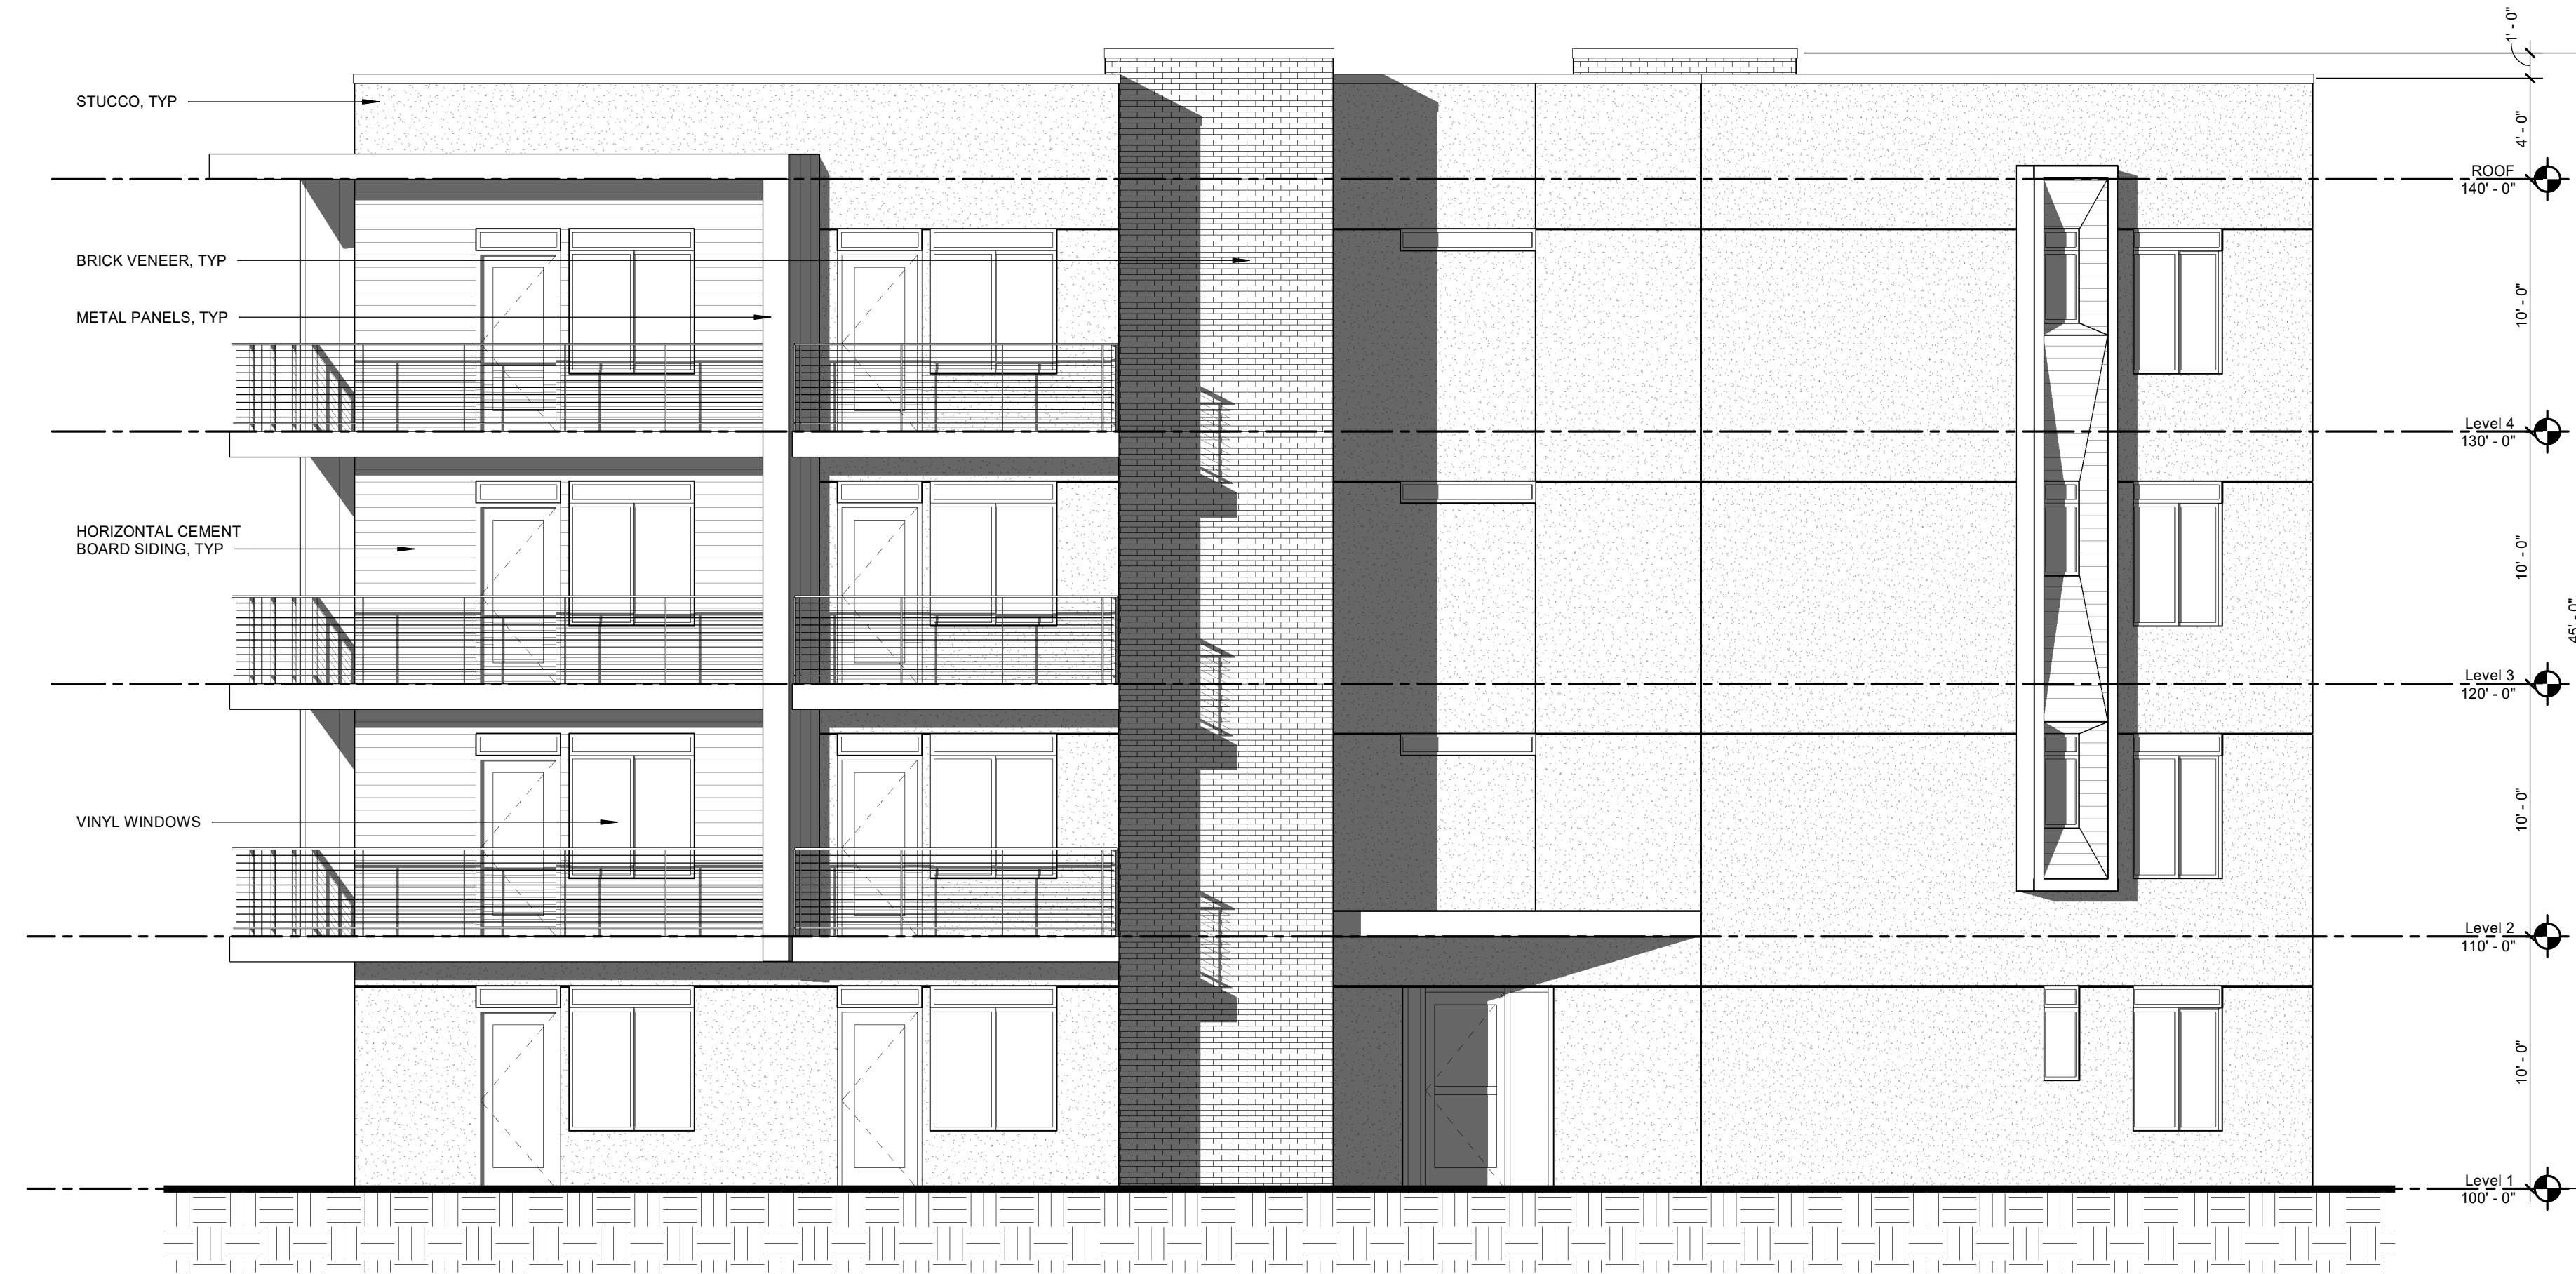 1' - 0"
STUCCO, TYP
4' - 0"
ROOF
140' - 0"
BRICK VENEER, TYP
METAL PANELS, TYP
10' - 0"
Level 4
130' - 0"
HORIZONTAL CEMENT
BOARD SIDING, TYP
10' - 0"
45' - 0"
Level 3
120' - 0"
VINYL WINDOWS
10' - 0"
Level 2
110' - 0"
10' - 0"
Level 1
100' - 0"